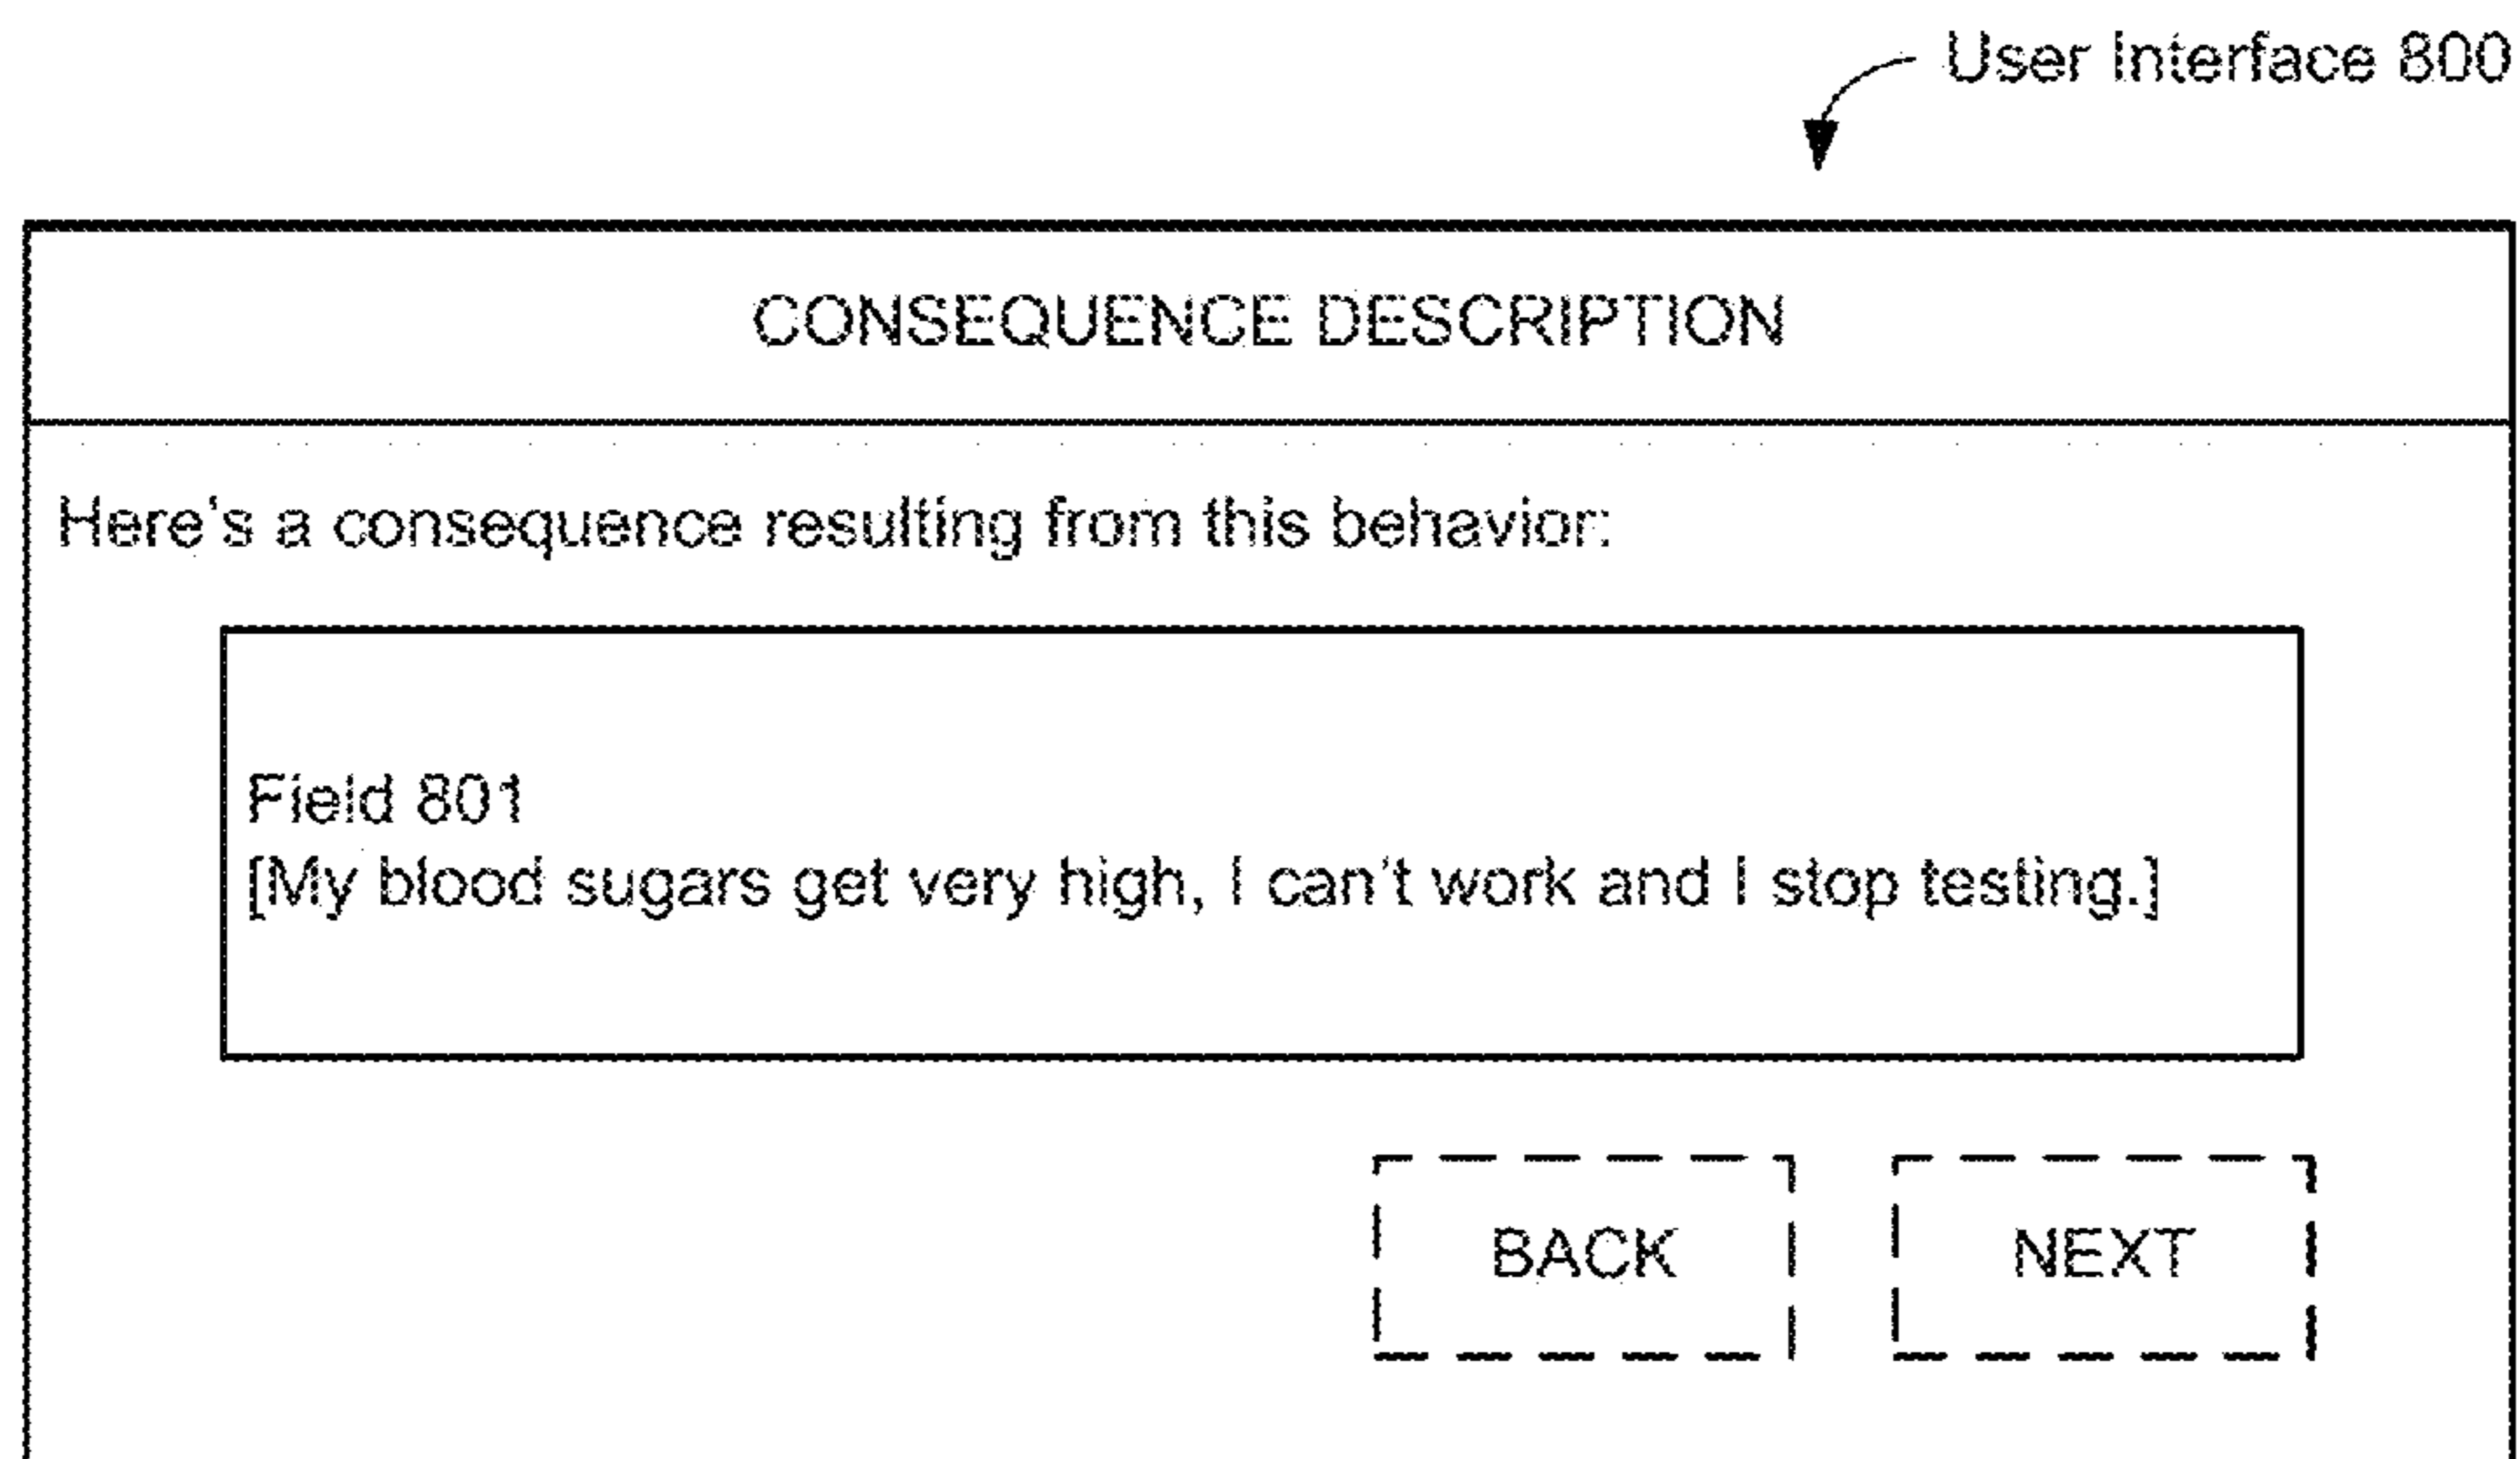 User Interface 800
CONSEQUENCE DESCRIPTION
Here's a consequence resulting from this behavior:
Field 801
[My blood sugars get very high, I can't work and I stop testing.]
BACK
NEXT